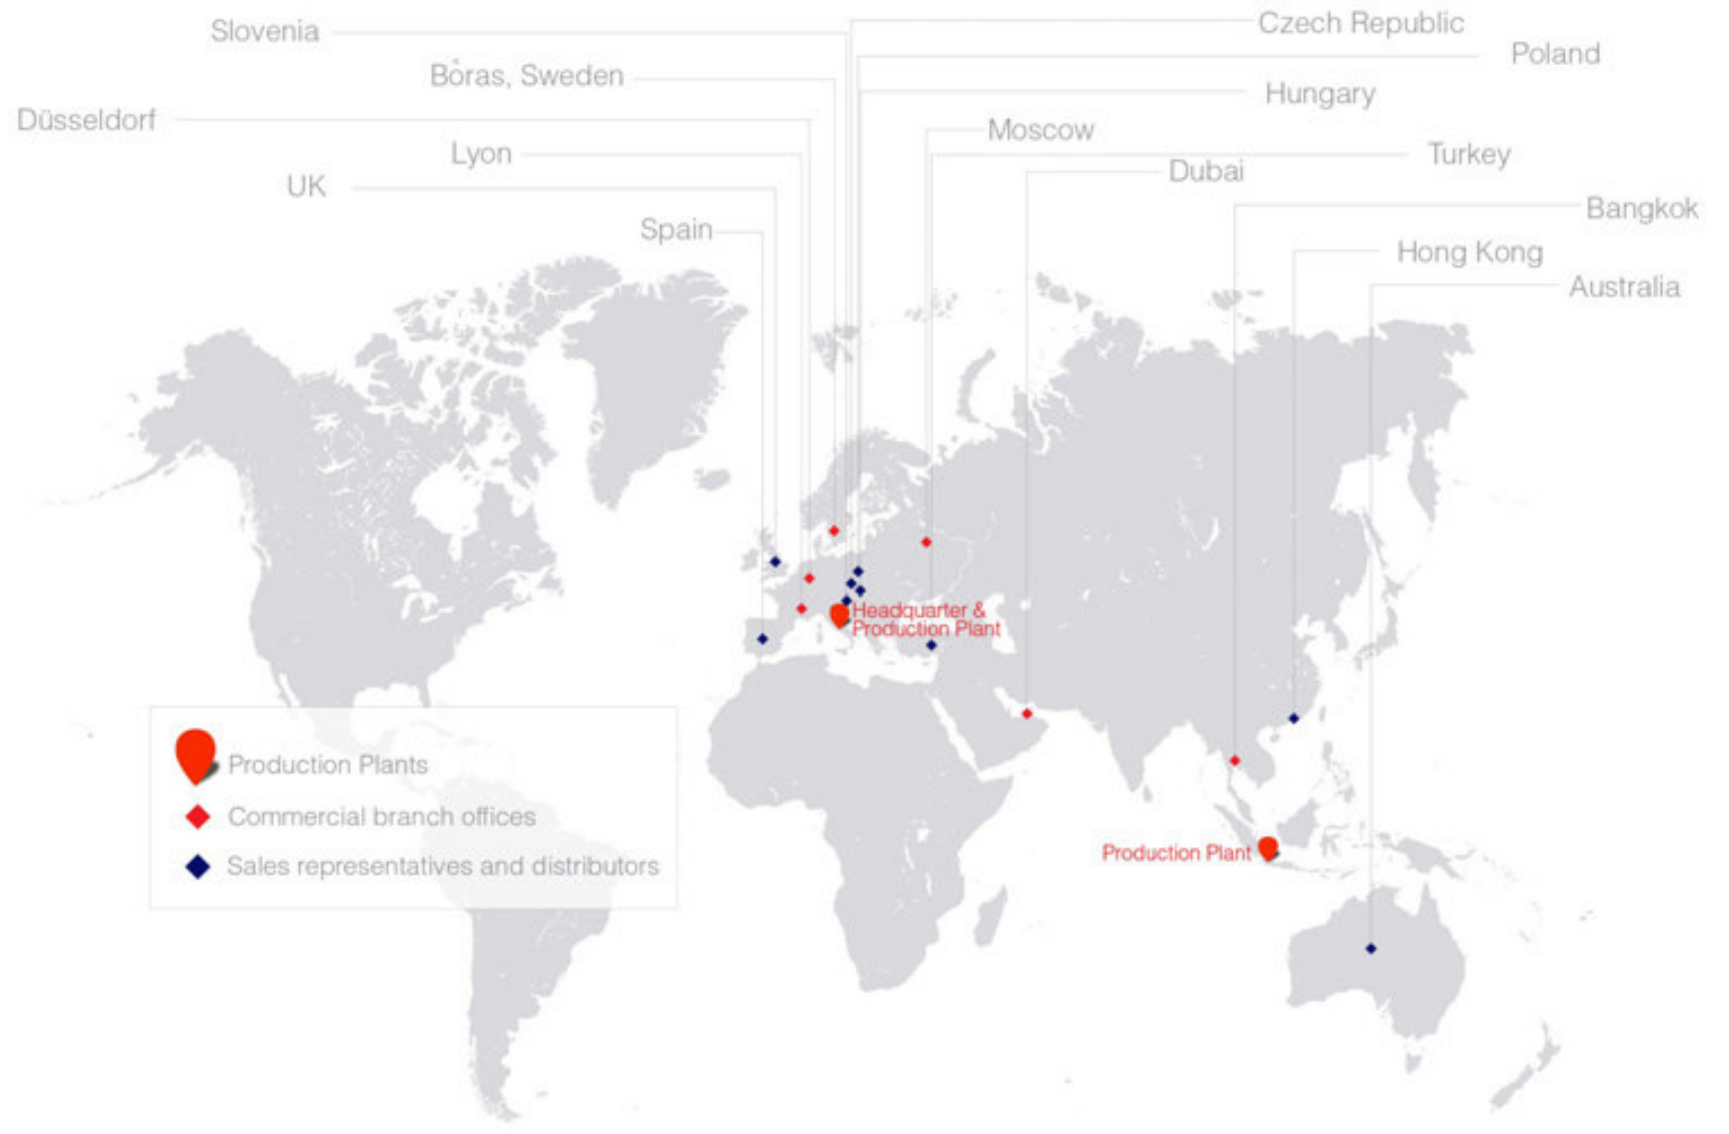 Slovenia
Czech Republic
Poland
Bôras, Sweden
Hungary
Düsseldorf
Moscow
Lyon
Turkey
Dubai
UK
Bangkok
Spain
Hong Kong
Australia
Headquarter &
Production Plant
Production Plants
Commercial branch offices
Production Plant
Sales representatives and distributors